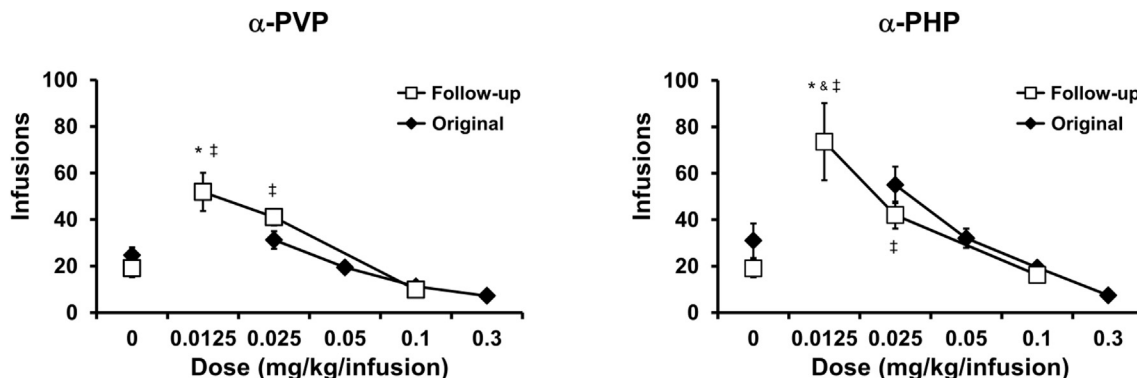 α-PVP
Infusions
100
80
60
40
20
0
* ‡
‡
Follow-up
Original
0 0.0125 0.025 0.05 0.1 0.3
Dose (mg/kg/infusion)
α-PHP
Infusions
100
80
60
40
20
0
* & ‡
‡
Follow-up
Original
0 0.0125 0.025 0.05 0.1 0.3
Dose (mg/kg/infusion)